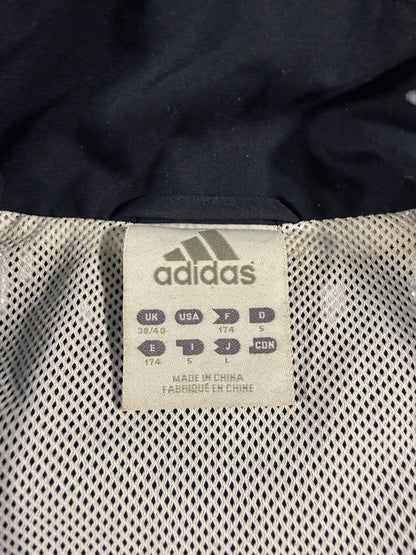 adidas
UK USA F D
38/40 174 5
E I J CDN
174 5 L
MADE IN CHINA
FABRIQUÉ EN CHINE